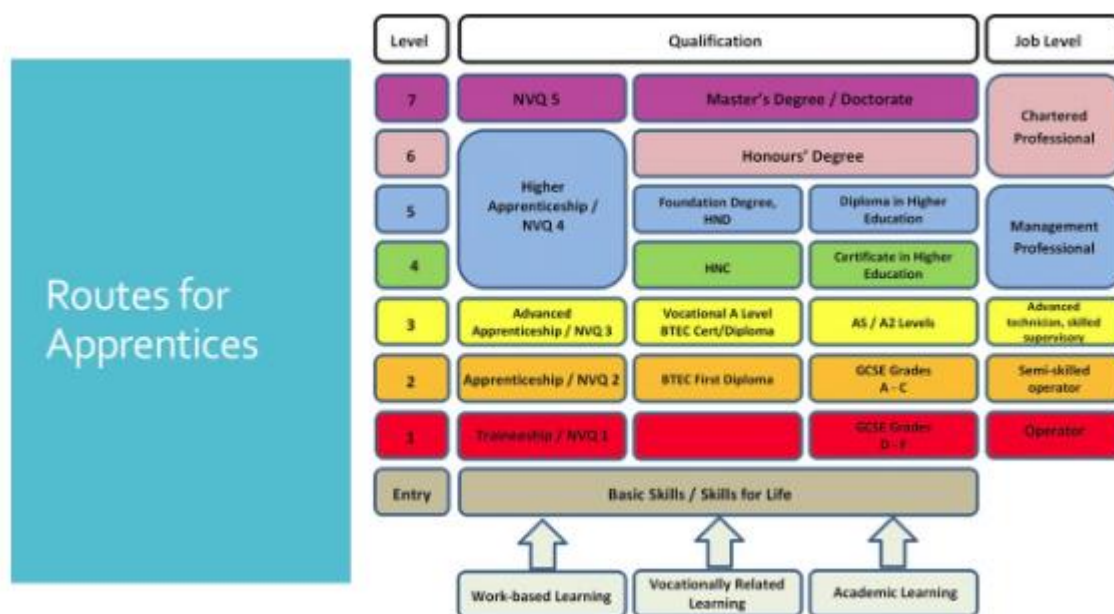 Routes for
Apprentices
Level
Qualification
Job Level
7
NVQ 5
Master's Degree / Doctorate
Chartered
Professional
6
Higher
Apprenticeship /
NVQ 4
Honours' Degree
5
Foundation Degree,
HND
Diploma in Higher
Education
Management
Professional
4
HNC
Certificate in Higher
Education
3
Advanced
Apprenticeship / NVQ 3
Vocational A Level
BTEC Cert/Diploma
AS / A2 Levels
Advanced
technician, skilled
supervisory
2
Apprenticeship / NVQ 2
BTEC First Diploma
GCSE Grades
A - C
Semi-skilled
operator
1
Traineeship / NVQ 1
GCSE Grades
D - F
Operator
Entry
Basic Skills / Skills for Life
Work-based Learning
Vocationally Related
Learning
Academic Learning